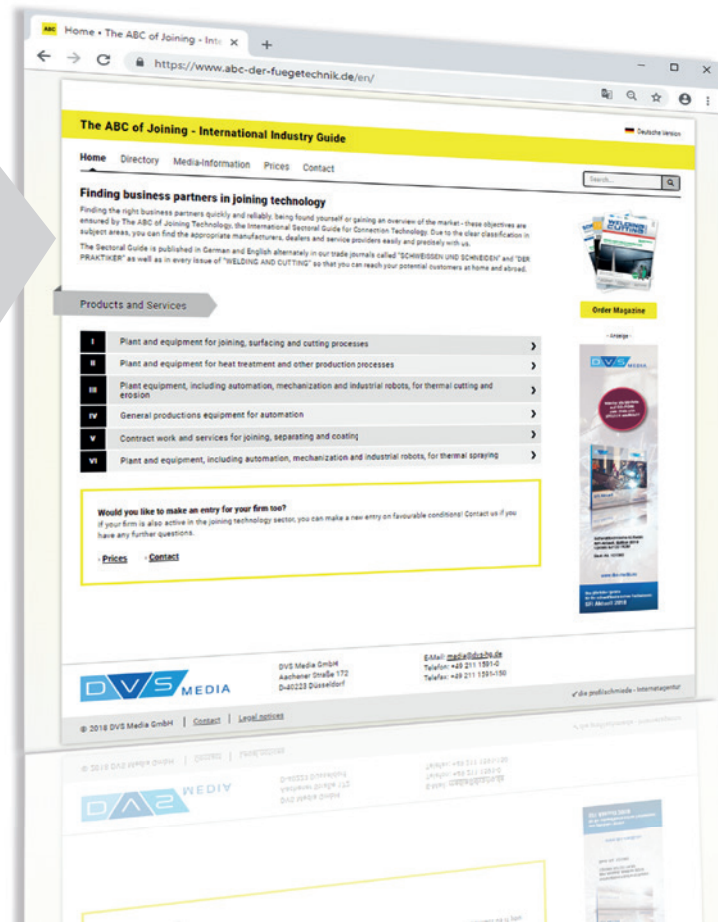 ABC Home • The ABC of Joining - Inte
https://www.abc-der-fuegetechnik.de/en/
The ABC of Joining - International Industry Guide
Deutsche Version
Home Directory Media-Information Prices Contact
Search...
Finding business partners in joining technology
Finding the right business partners quickly and reliably, being found yourself or gaining an overview of the market - these objectives are
ensured by The ABC of Joining Technology, the International Sectoral Guide for Connection Technology. Due to the clear classification in
subject areas, you can find the appropriate manufacturers, dealers and service providers easily and precisely with us.
The Sectoral Guide is published in German and English alternately in our trade journals called "SCHWEISSEN UND SCHNEIDEN" and "DER
PRAKTIKER" as well as in every issue of "WELDING AND CUTTING" so that you can reach your potential customers at home and abroad.
WELDING
CUTTING
Order Magazine
- Anzeige -
DVS MEDIA
Products and Services
I Plant and equipment for joining, surfacing and cutting processes
II Plant and equipment for heat treatment and other production processes
III Plant equipment, including automation, mechanization and industrial robots, for thermal cutting and
erosion
IV General productions equipment for automation
V Contract work and services for joining, separating and coating
VI Plant and equipment, including automation, mechanization and industrial robots, for thermal spraying
Would you like to make an entry for your firm too?
If your firm is also active in the joining technology sector, you can make a new entry on favourable conditions! Contact us if you
have any further questions.
- Prices - Contact
DVS MEDIA
DVS Media GmbH
Aachener Straße 172
D-40223 Düsseldorf
E-Mail: media@dvs-hg.de
Telefon: +49 211 1591-0
Telefax: +49 211 1591-150
© 2018 DVS Media GmbH | Contact | Legal notices
die profilschmiede - Internetagentur